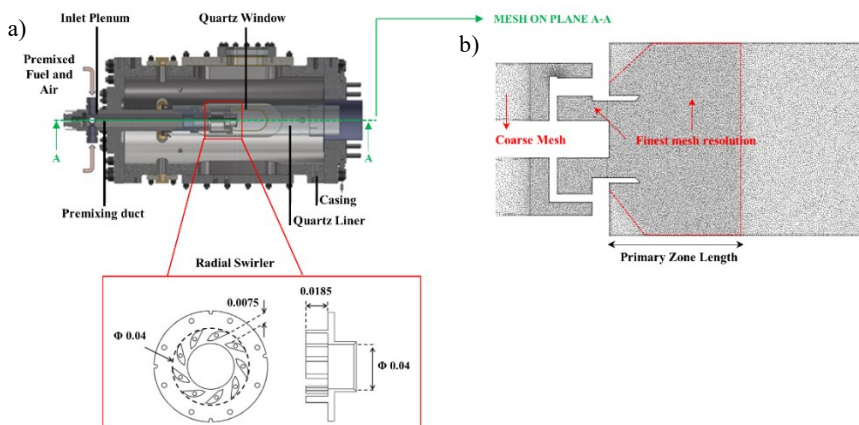 a)
Inlet Plenum
Quartz Window
MESH ON PLANE A-A
b)
Premixed
Fuel and
Air
A
A
Coarse Mesh
Finest mesh resolution
Premixing duct
Casing
Quartz Liner
Primary Zone Length
Radial Swirler
0.0075
0.0185
Φ 0.04
Φ 0.04